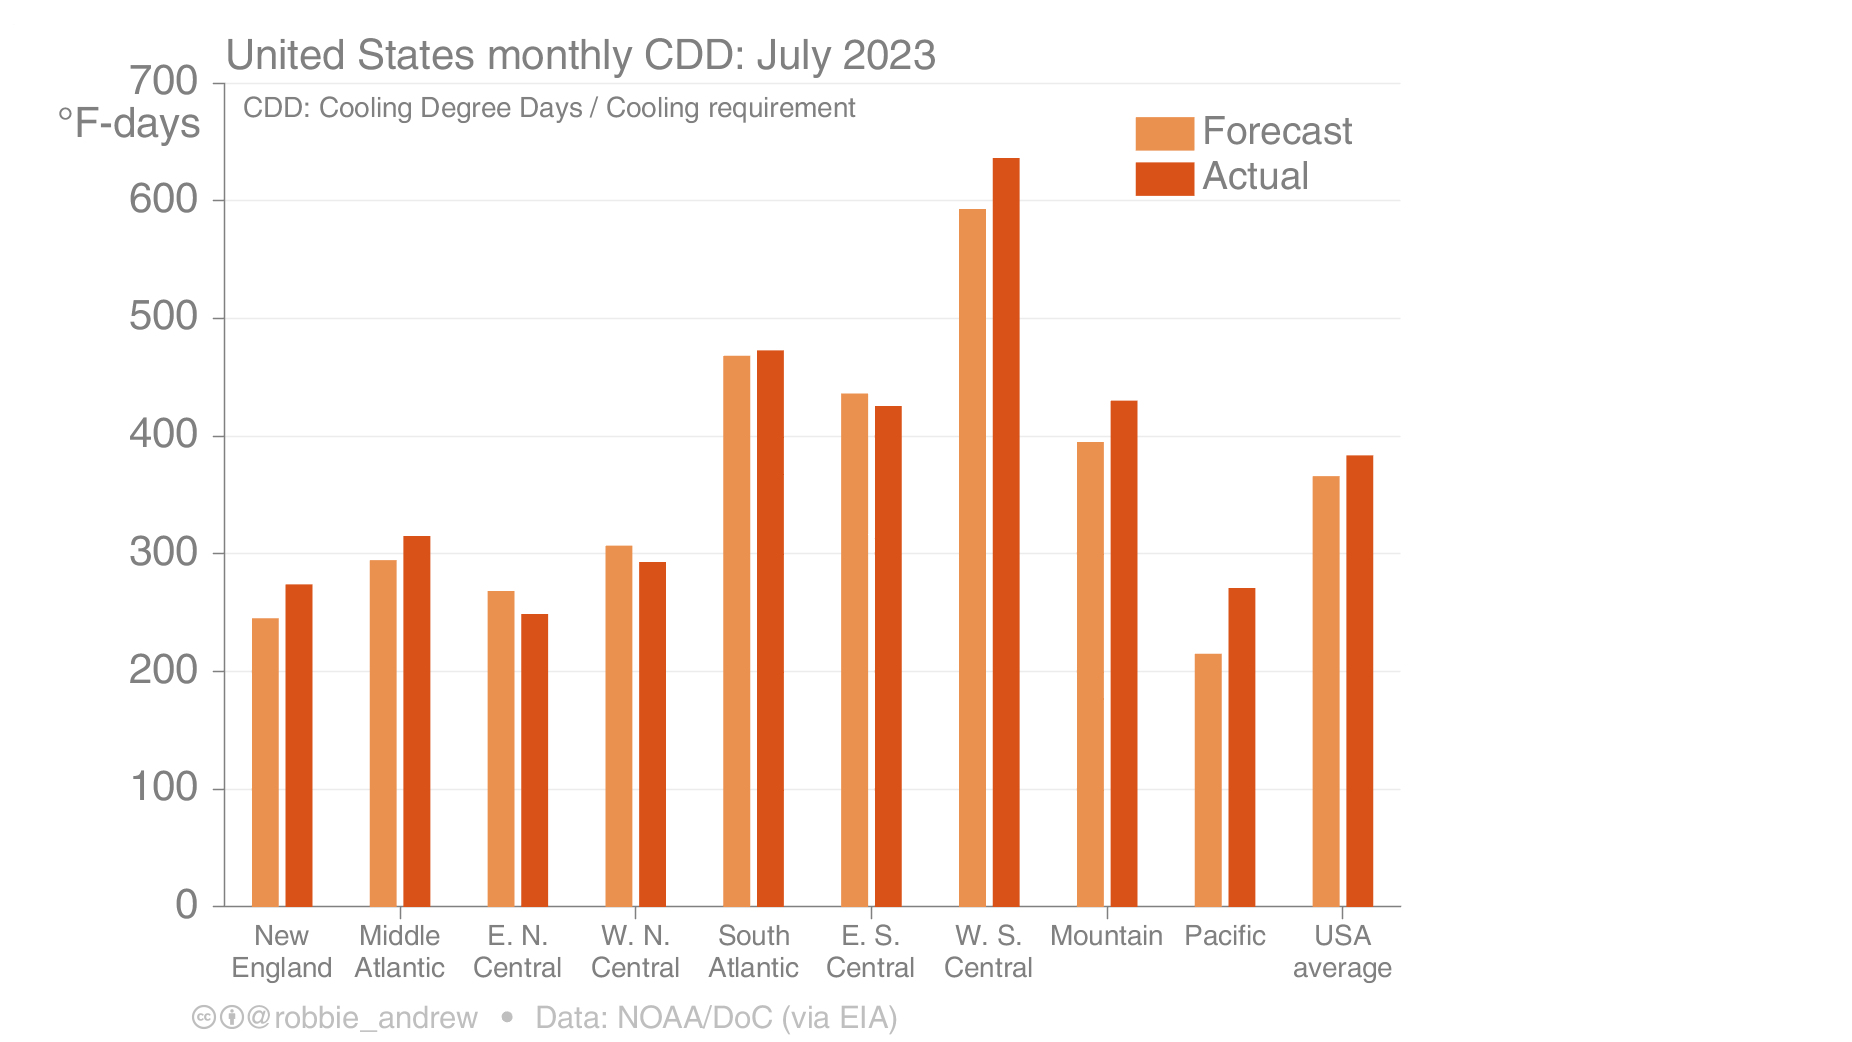 United States monthly CDD: July 2023
700
°F-days
CDD: Cooling Degree Days / Cooling requirement
Forecast
Actual
600
500
400
300
200
100
0
New England
Middle Atlantic
E. N. Central
W. N. Central
South Atlantic
E. S. Central
W. S. Central
Mountain
Pacific
USA average
cc @robbie_andrew • Data: NOAA/DoC (via EIA)